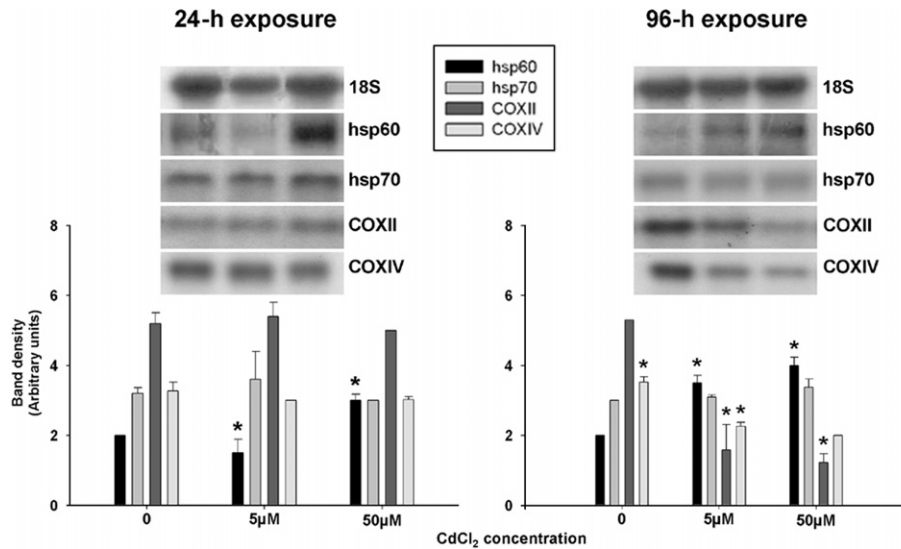 24-h exposure
96-h exposure
hsp60
hsp70
COXII
COXIV
18S
hsp60
hsp70
COXII
COXIV
18S
hsp60
hsp70
COXII
COXIV
Band density
(Arbitrary units)
8
6
4
2
0
*
*
0
5µM
50µM
8
6
4
2
0
*
*
*
*
*
*
0
5µM
50µM
CdCl₂ concentration